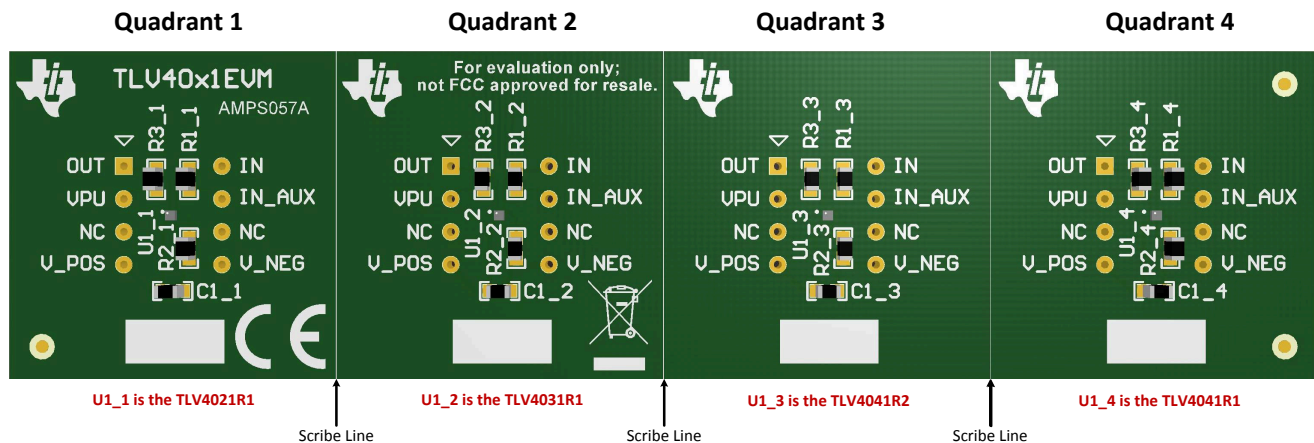 Quadrant 1
Quadrant 2
Quadrant 3
Quadrant 4
TLV40x1EVM
AMPS057A
R3_1
R1_1
OUT
IN
VPU
IN_AUX
NC
NC
V_POS
V_NEG
U1_1
R2_1
C1_1
CE
For evaluation only;
not FCC approved for resale.
R3_2
R1_2
OUT
IN
VPU
IN_AUX
NC
NC
V_POS
V_NEG
U1_2
R2_2
C1_2
R3_3
R1_3
OUT
IN
VPU
IN_AUX
NC
NC
V_POS
V_NEG
U1_3
R2_3
C1_3
R3_4
R1_4
OUT
IN
VPU
IN_AUX
NC
NC
V_POS
V_NEG
U1_4
R2_4
C1_4
U1_1 is the TLV4021R1
U1_2 is the TLV4031R1
U1_3 is the TLV4041R2
U1_4 is the TLV4041R1
Scribe Line
Scribe Line
Scribe Line